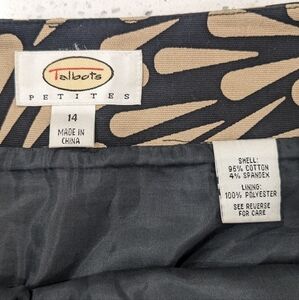 Talbots
PETITES
14
MADE IN
CHINA
SHELL:
96% COTTON
4% SPANDEX
LINING:
100% POLYESTER
SEE REVERSE
FOR CARE